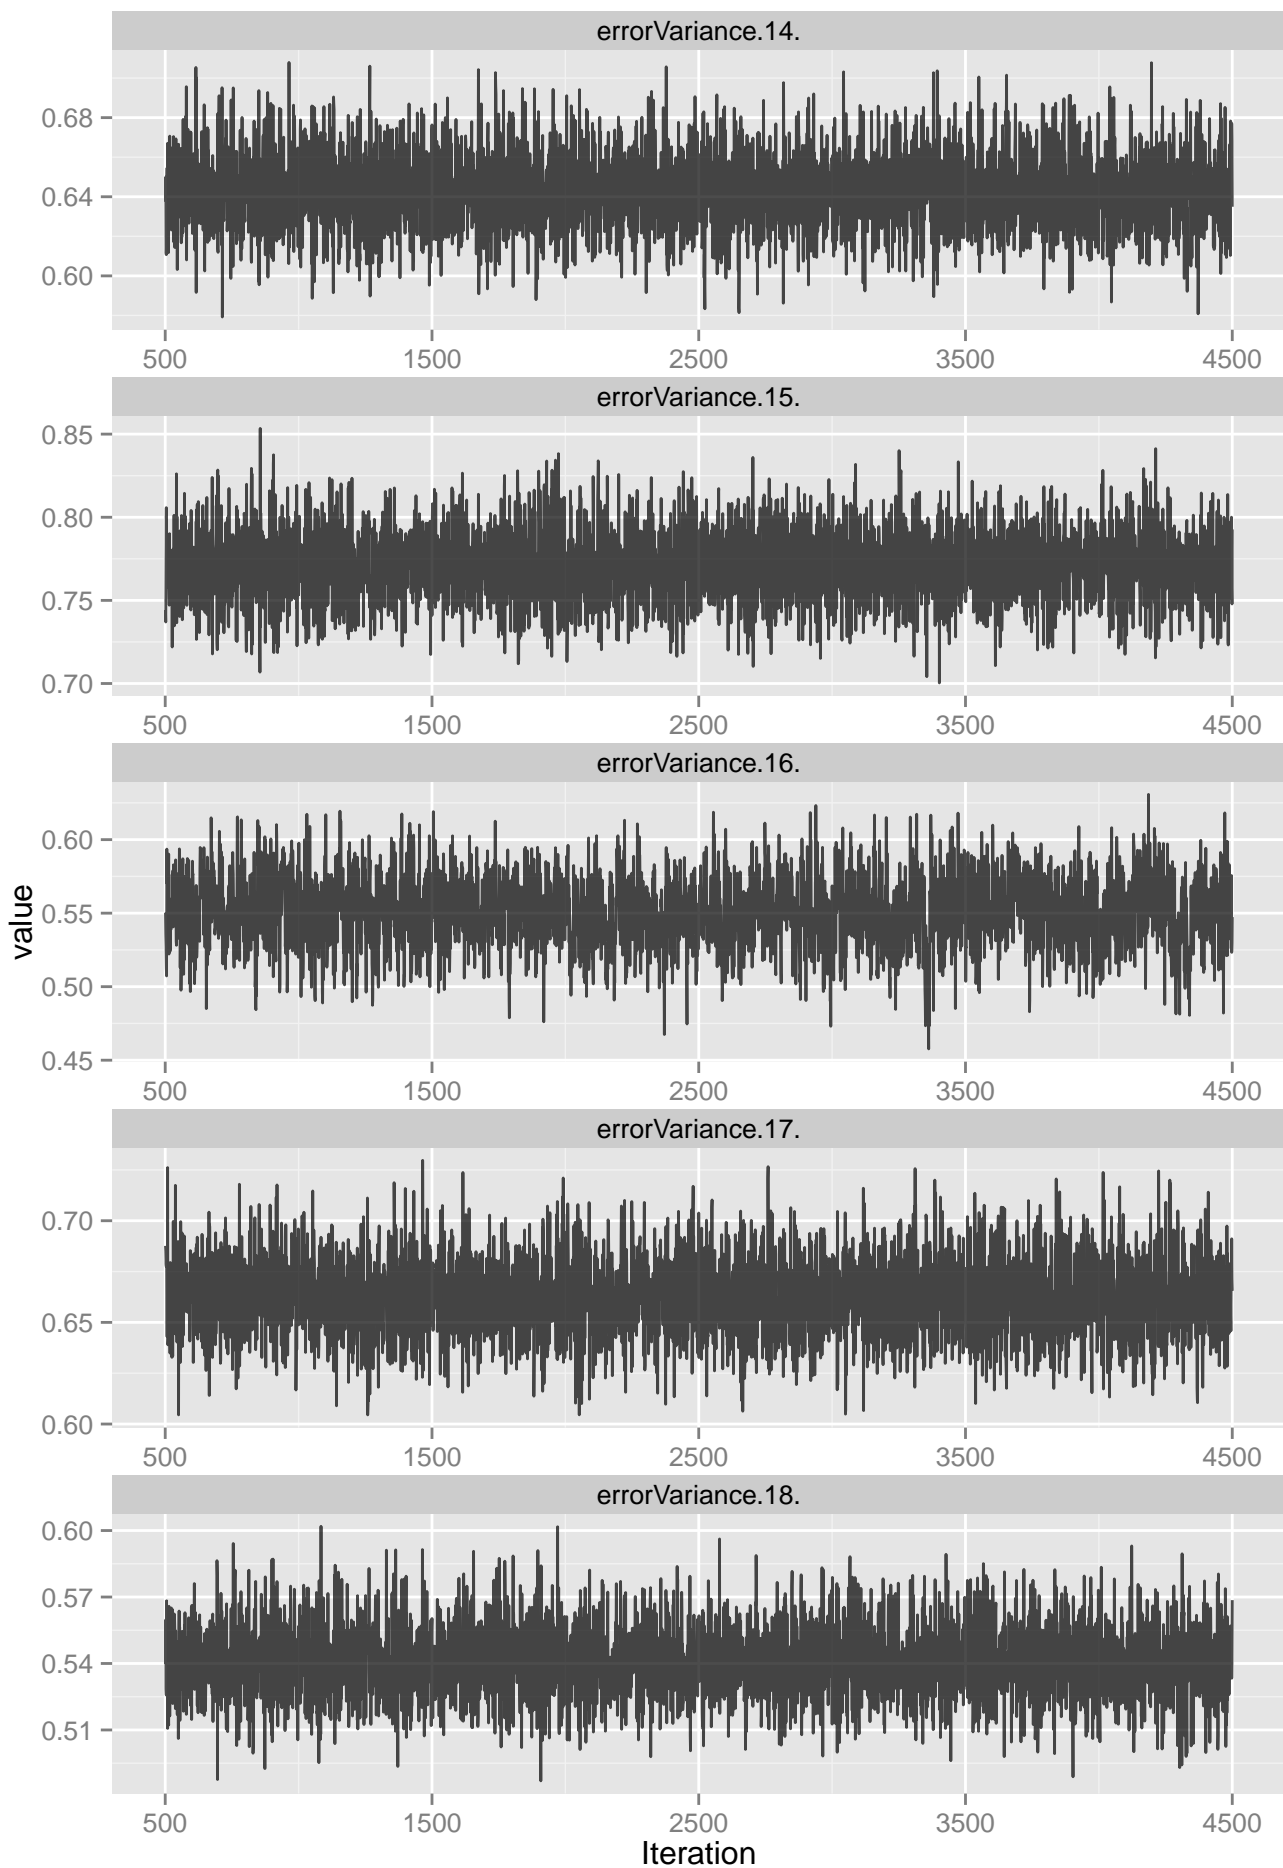 errorVariance.14.
0.68
0.64
0.60
500 1500 2500 3500 4500
errorVariance.15.
0.85
0.80
0.75
0.70
500 1500 2500 3500 4500
errorVariance.16.
0.60
0.55
0.50
0.45
500 1500 2500 3500 4500
value
errorVariance.17.
0.70
0.65
0.60
500 1500 2500 3500 4500
errorVariance.18.
0.60
0.57
0.54
0.51
500 1500 2500 3500 4500
Iteration